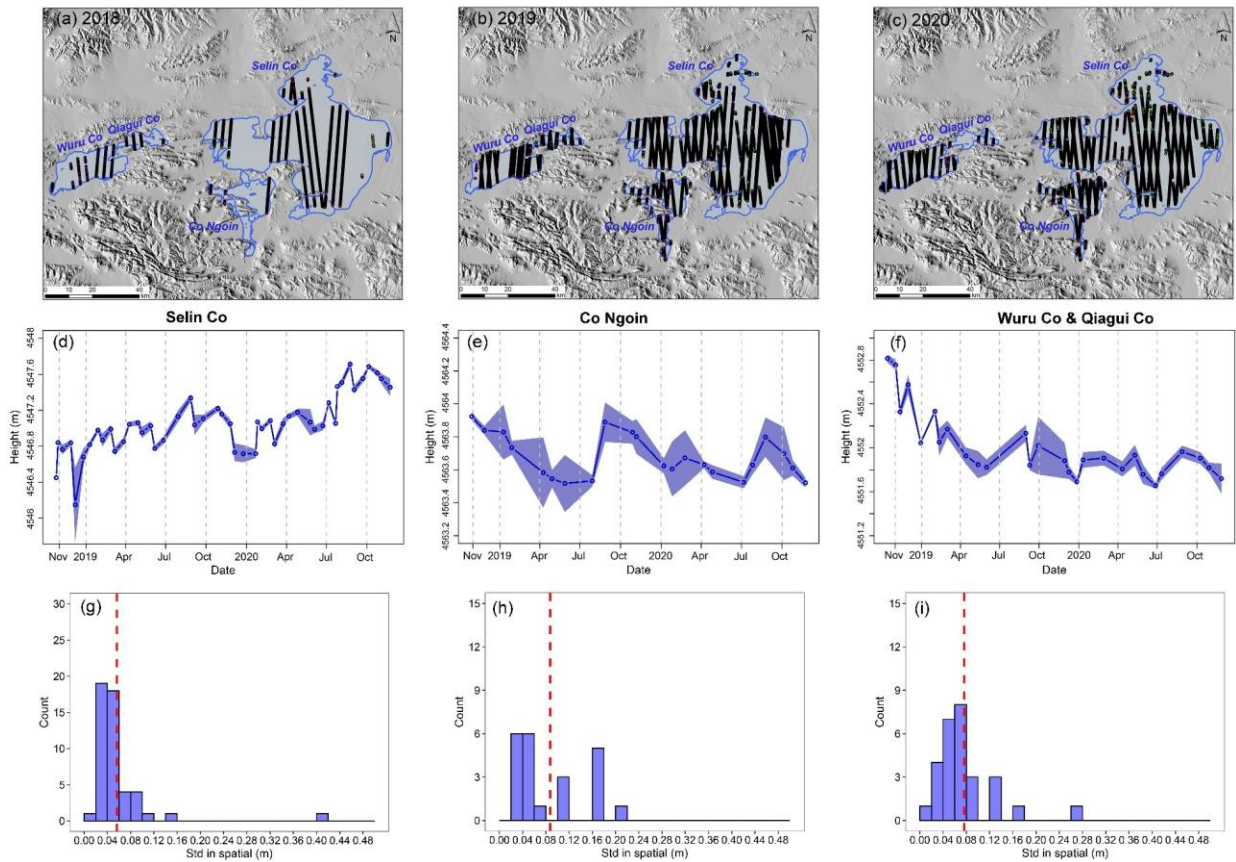 (a) 2018
N
Selin Co
Wuru Co Qiagui Co
Co Ngoin
0 10 20 40
km
(b) 2019
N
Selin Co
Wuru Co Qiagui Co
Co Ngoin
0 10 20 40
km
(c) 2020
N
Selin Co
Wuru Co Qiagui Co
Co Ngoin
0 10 20 40
km
Selin Co
(d)
Height (m)
4548
4547.6
4547.2
4546.8
4546.4
4546
Nov 2019 Apr Jul Oct 2020 Apr Jul Oct
Date
Co Ngoin
(e)
Height (m)
4564.4
4564.2
4564
4563.8
4563.6
4563.4
4563.2
Nov 2019 Apr Jul Oct 2020 Apr Jul Oct
Date
Wuru Co & Qiagui Co
(f)
Height (m)
4552.8
4552.4
4552
4551.6
4551.2
Nov 2019 Apr Jul Oct 2020 Apr Jul Oct
Date
(g)
Count
30
20
10
0
0.00 0.04 0.08 0.12 0.16 0.20 0.24 0.28 0.32 0.36 0.40 0.44 0.48
Std in spatial (m)
(h)
Count
15
12
9
6
3
0
0.00 0.04 0.08 0.12 0.16 0.20 0.24 0.28 0.32 0.36 0.40 0.44 0.48
Std in spatial (m)
(i)
Count
15
12
9
6
3
0
0.00 0.04 0.08 0.12 0.16 0.20 0.24 0.28 0.32 0.36 0.40 0.44 0.48
Std in spatial (m)